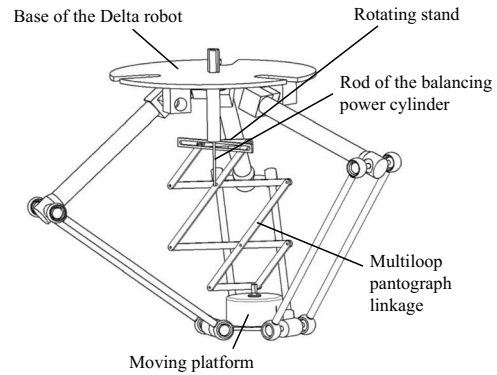 Base of the Delta robot
Rotating stand
Rod of the balancing
power cylinder
Multiloop
pantograph
linkage
Moving platform